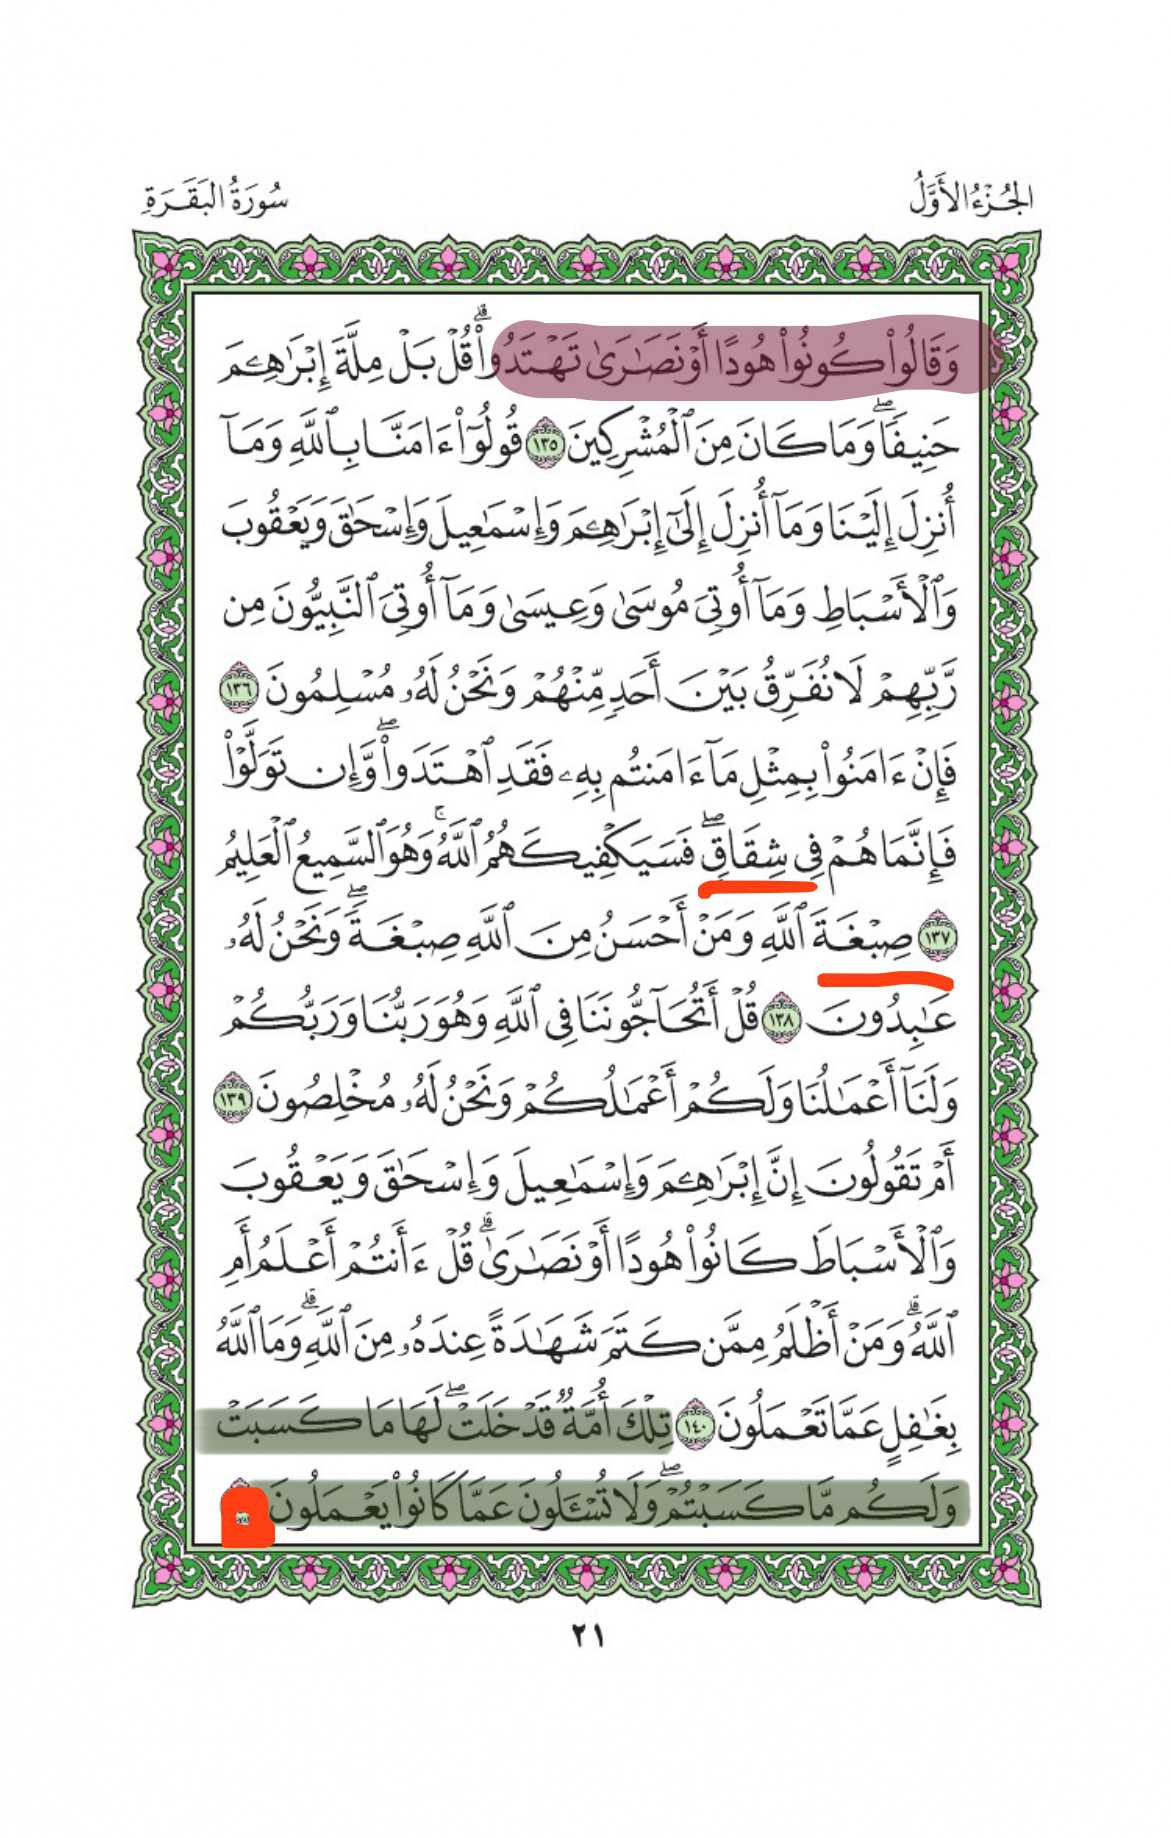 الجُزْءُ الأَوَّلُ
سُورَةُ البَقَرَةِ
وَقَالُوا۟ كُونُوا۟ هُودًا أَوْ نَصَٰرَىٰ تَهْتَدُوا۟ ۗ قُلْ بَلْ مِلَّةَ إِبْرَٰهِۦمَ
حَنِيفًا ۖ وَمَا كَانَ مِنَ ٱلْمُشْرِكِينَ ١٣٥ قُولُوٓا۟ ءَامَنَّا بِٱللَّهِ وَمَآ
أُنزِلَ إِلَيْنَا وَمَآ أُنزِلَ إِلَىٰٓ إِبْرَٰهِۦمَ وَإِسْمَٰعِيلَ وَإِسْحَٰقَ وَيَعْقُوبَ
وَٱلْأَسْبَاطِ وَمَآ أُوتِىَ مُوسَىٰ وَعِيسَىٰ وَمَآ أُوتِىَ ٱلنَّبِيُّونَ مِن
رَّبِّهِمْ لَا نُفَرِّقُ بَيْنَ أَحَدٍ مِّنْهُمْ وَنَحْنُ لَهُۥ مُسْلِمُونَ ١٣٦
فَإِنْ ءَامَنُوا۟ بِمِثْلِ مَآ ءَامَنتُم بِهِۦ فَقَدِ ٱهْتَدَوا۟ ۖ وَّإِن تَوَلَّوْا۟
فَإِنَّمَا هُمْ فِى شِقَاقٍ ۖ فَسَيَكْفِيكَهُمُ ٱللَّهُ ۚ وَهُوَ ٱلسَّمِيعُ ٱلْعَلِيمُ
١٣٧ صِبْغَةَ ٱللَّهِ وَمَنْ أَحْسَنُ مِنَ ٱللَّهِ صِبْغَةً ۖ وَنَحْنُ لَهُۥ
عَٰبِدُونَ ١٣٨ قُلْ أَتُحَآجُّونَنَا فِى ٱللَّهِ وَهُوَ رَبُّنَا وَرَبُّكُمْ
وَلَنَآ أَعْمَٰلُنَا وَلَكُمْ أَعْمَٰلُكُمْ وَنَحْنُ لَهُۥ مُخْلِصُونَ ١٣٩
أَمْ تَقُولُونَ إِنَّ إِبْرَٰهِۦمَ وَإِسْمَٰعِيلَ وَإِسْحَٰقَ وَيَعْقُوبَ
وَٱلْأَسْبَاطَ كَانُوا۟ هُودًا أَوْ نَصَٰرَىٰ ۗ قُلْ ءَأَنتُمْ أَعْلَمُ أَمِ
ٱللَّهُ ۗ وَمَنْ أَظْلَمُ مِمَّن كَتَمَ شَهَٰدَةً عِندَهُۥ مِنَ ٱللَّهِ ۗ وَمَا ٱللَّهُ
بِغَٰفِلٍ عَمَّا تَعْمَلُونَ ١٤٠ تِلْكَ أُمَّةٌ قَدْ خَلَتْ ۖ لَهَا مَا كَسَبَتْ
وَلَكُم مَّا كَسَبْتُمْ ۖ وَلَا تُسْـَٔلُونَ عَمَّا كَانُوا۟ يَعْمَلُونَ
٢١